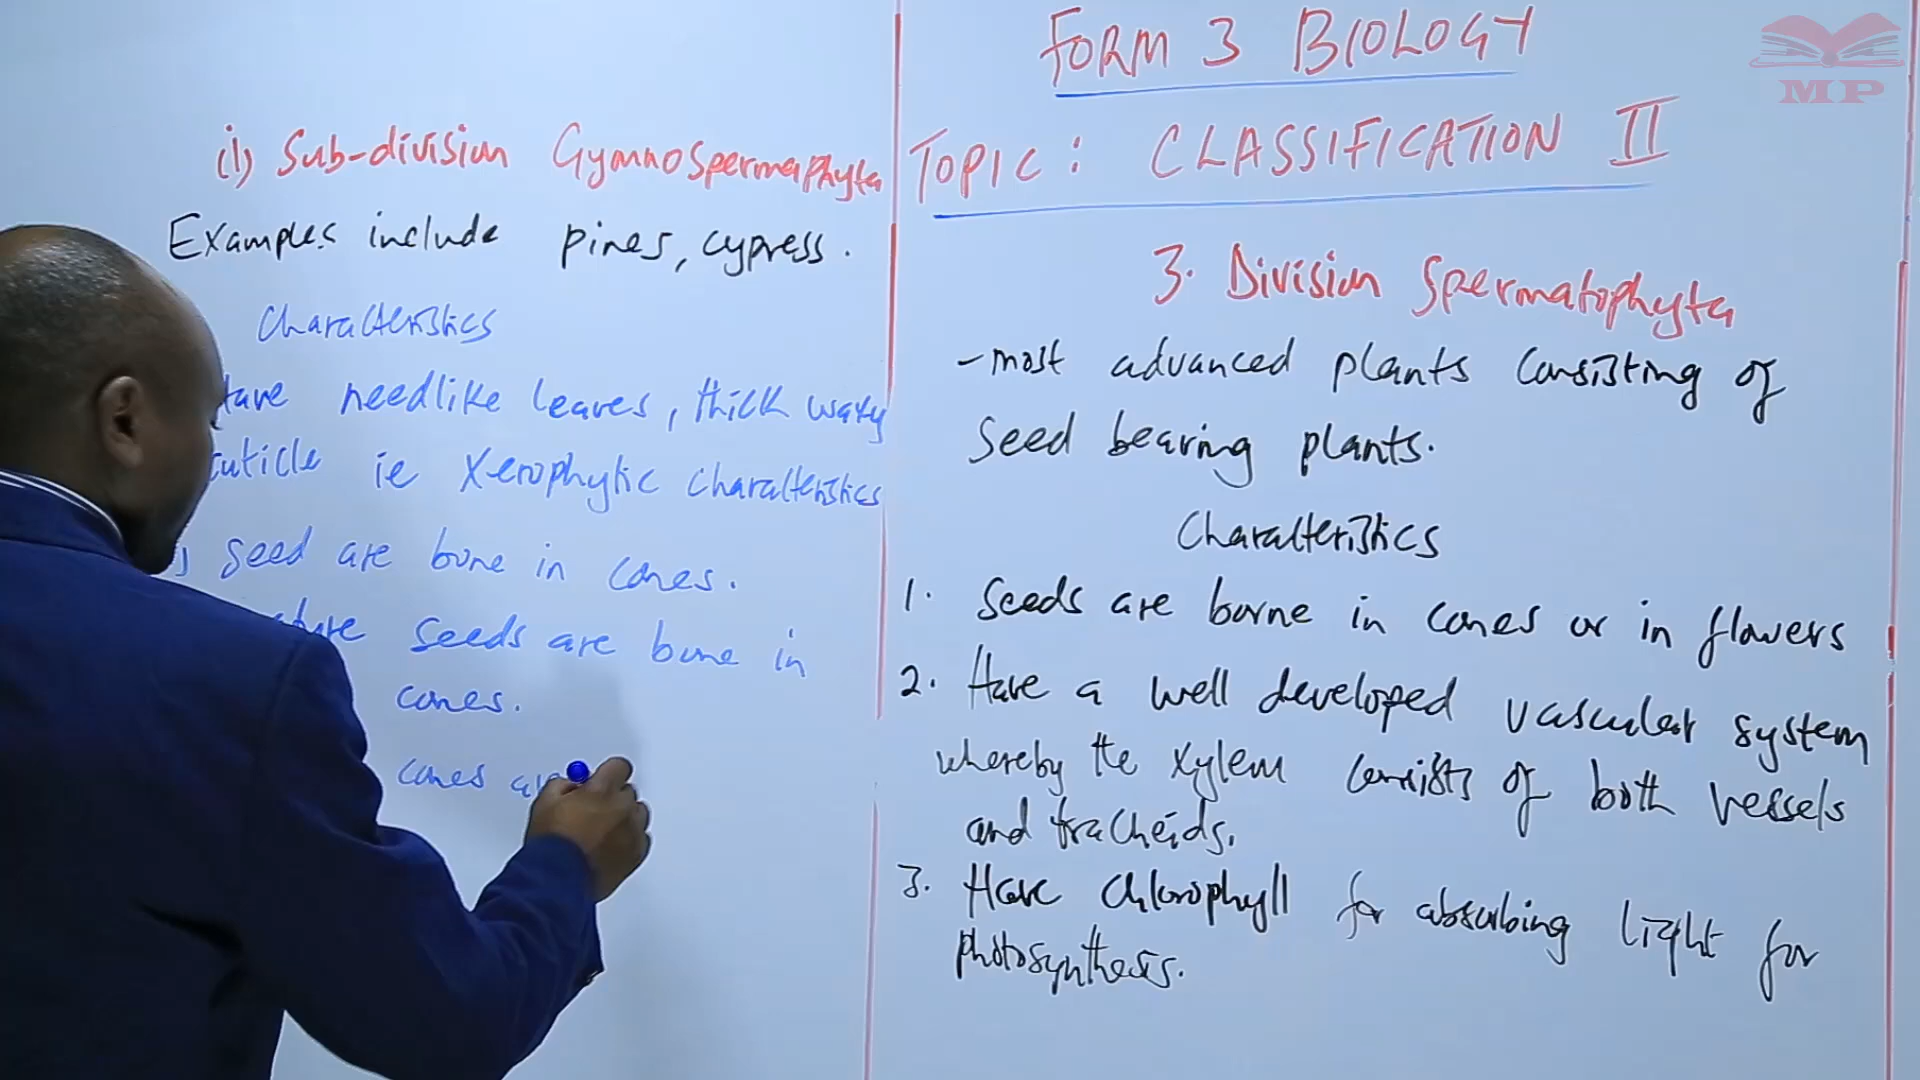 (i) Sub-division Gymnospermaphyta
Examples include pines, cypress.
Characteristics
Have needlike leaves, thick waxy
cuticle ie Xerophytic characteristics
Seed are bone in cones.
seeds are bone in
cones.
cones are
FORM 3 BIOLOGY
TOPIC: CLASSIFICATION II
3. Division Spermatophyta
- most advanced plants consisting of
seed bearing plants.
Characteristics
1. Seeds are borne in cones or in flowers
2. Have a well developed vascular system
whereby the xylem consists of both vessels
and tracheids.
3. Have chlorophyll for absorbing light for
photosynthesis.
MP